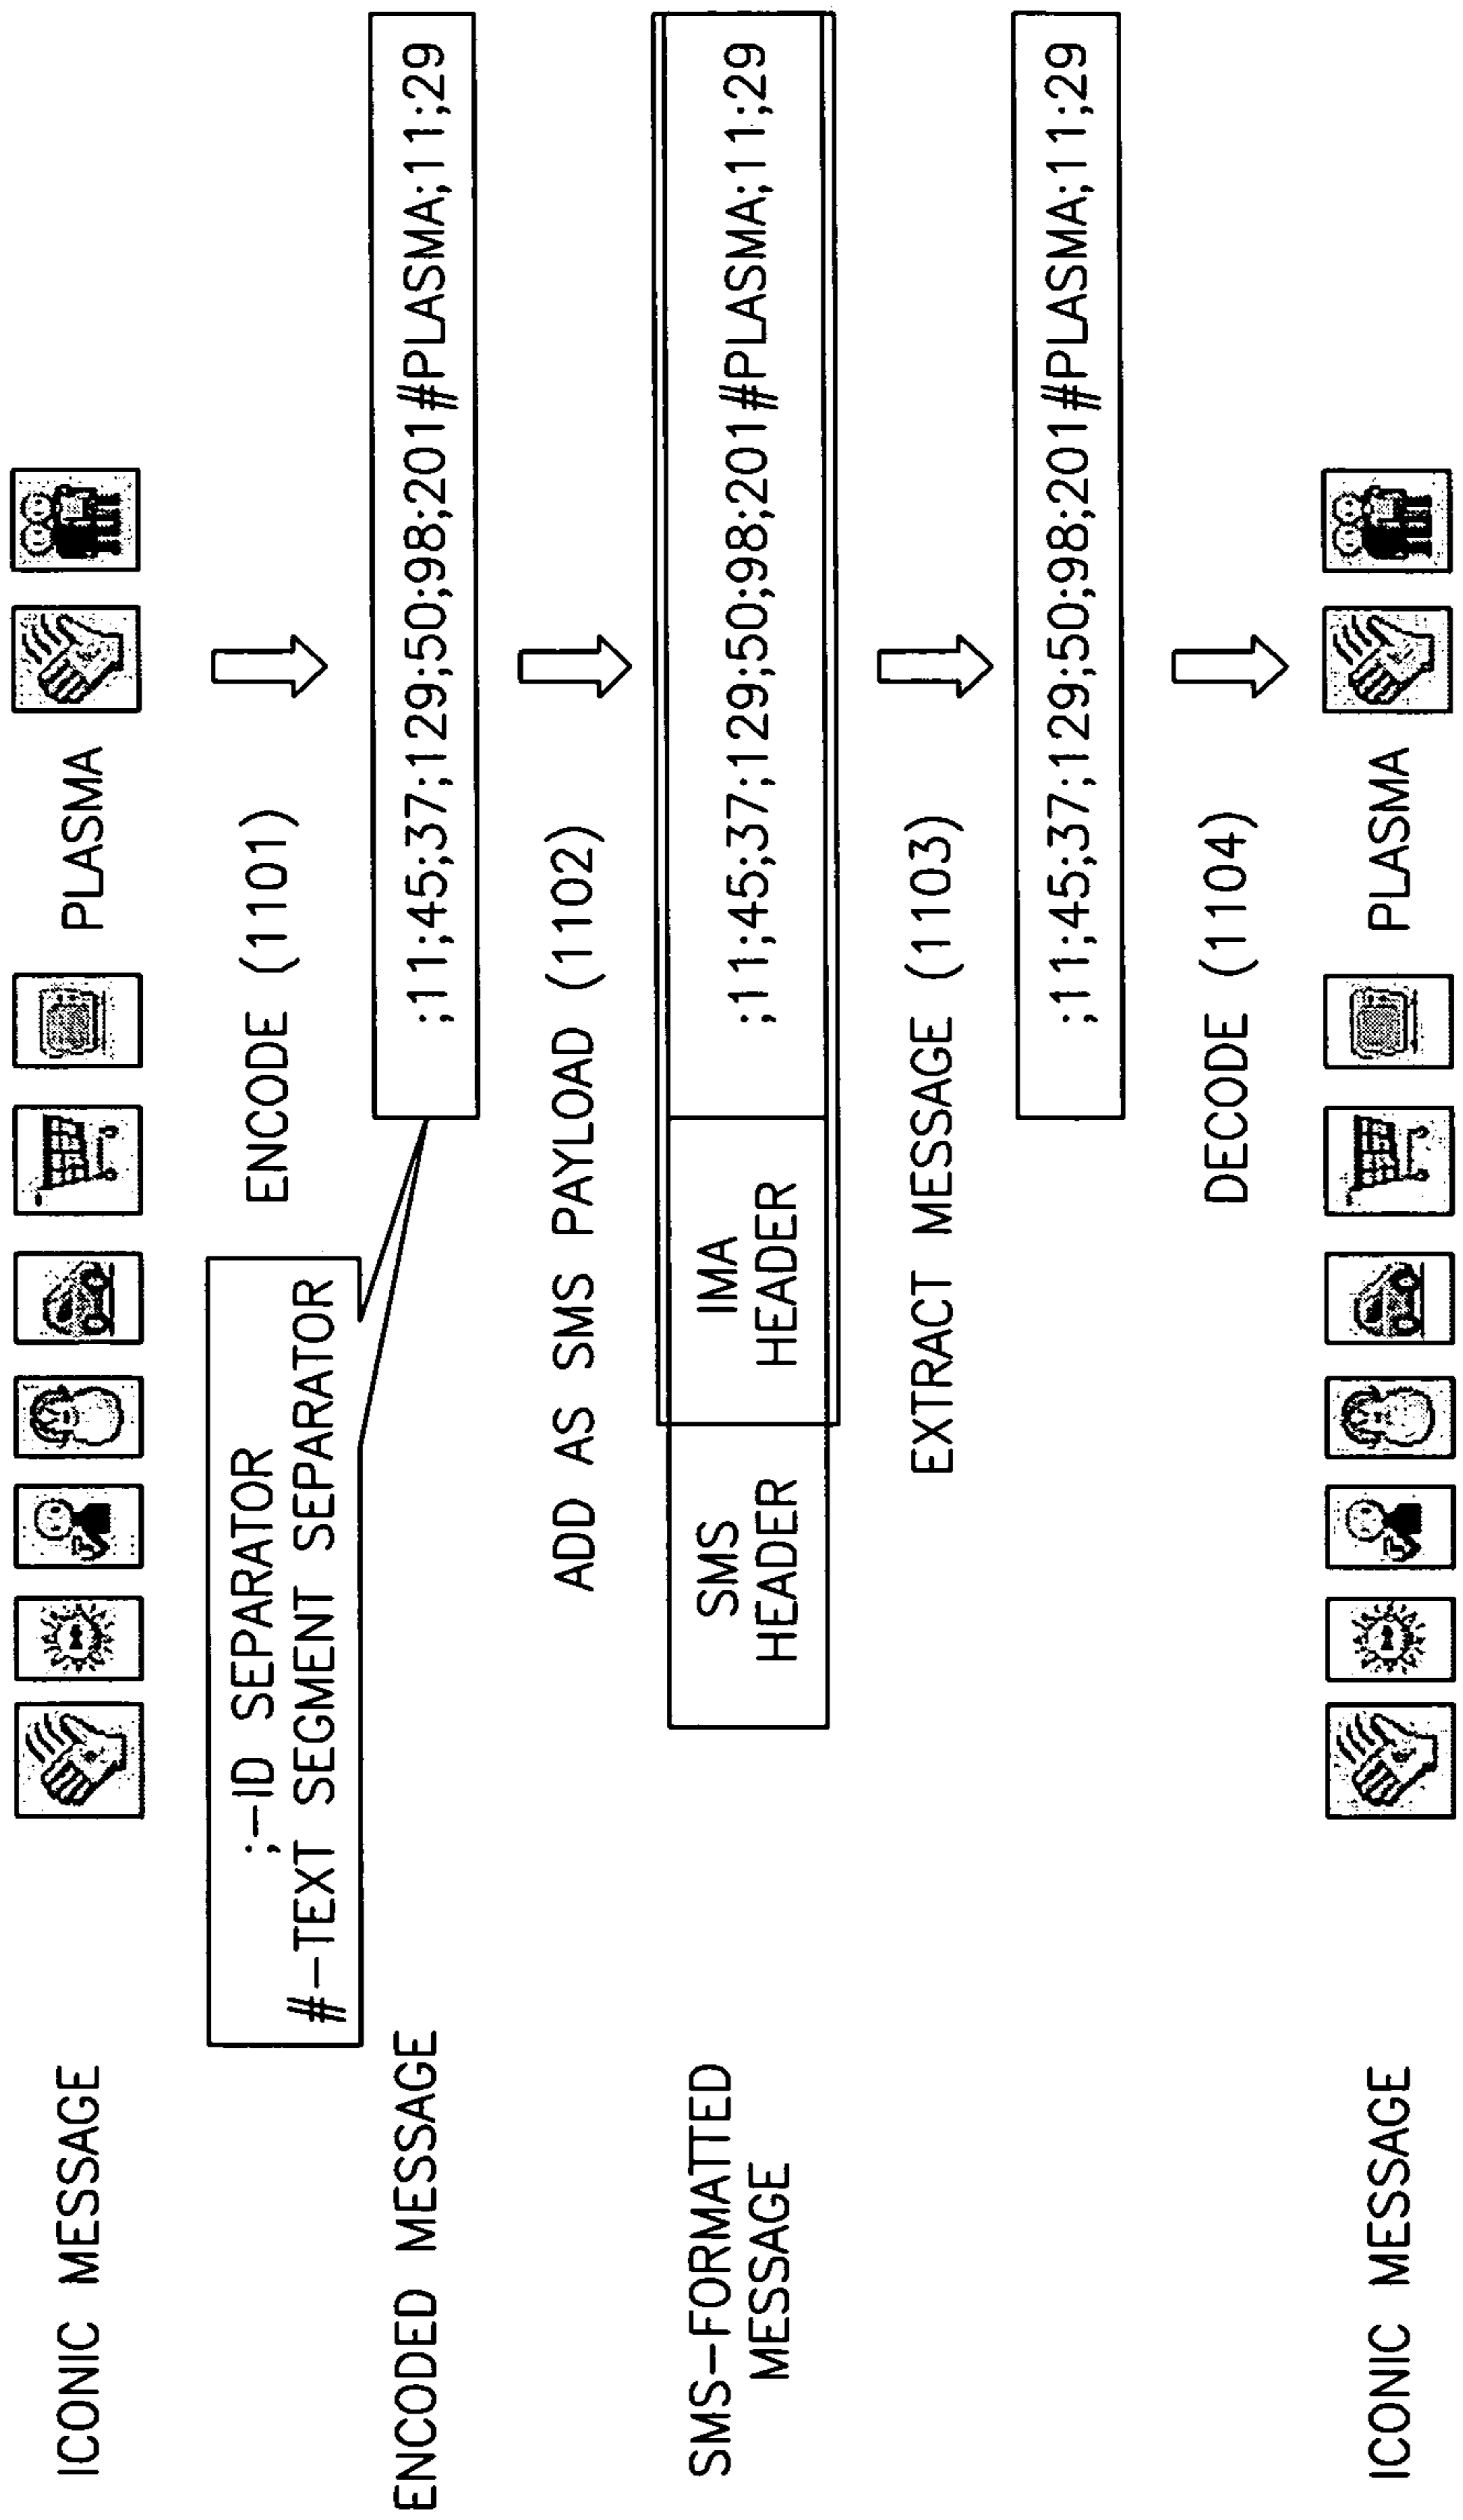 ICONIC MESSAGE
PLASMA
ENCODE (1101)
;-ID SEPARATOR
#-TEXT SEGMENT SEPARATOR
ENCODED MESSAGE
;11;45;37;129;50;98;201#PLASMA;11;29
ADD AS SMS PAYLOAD (1102)
SMS-FORMATTED
MESSAGE
SMS
HEADER
IMA
HEADER
;11;45;37;129;50;98;201#PLASMA;11;29
EXTRACT MESSAGE (1103)
;11;45;37;129;50;98;201#PLASMA;11;29
DECODE (1104)
ICONIC MESSAGE
PLASMA